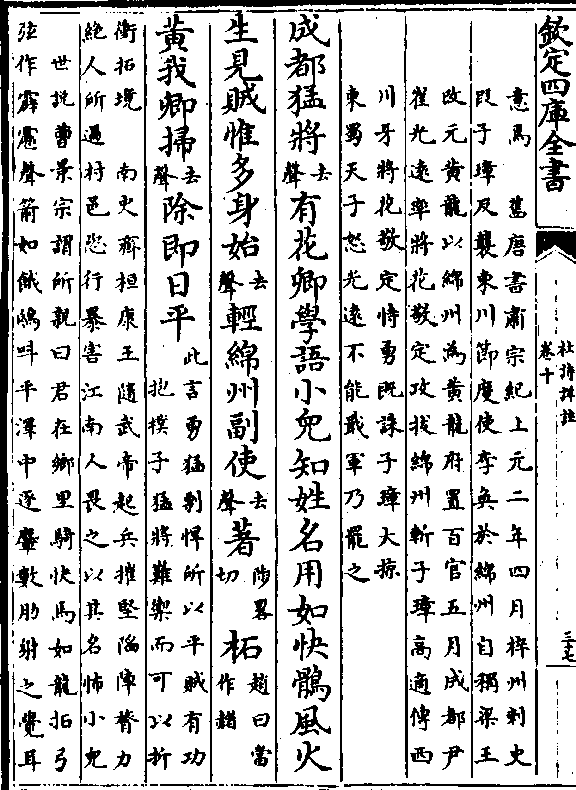 欽定四庫全書
杜詩詳註
卷十
三十七
意焉　舊唐書肅宗紀上元二年四月梓州刺史
段子璋反襲東川節度使李奐於綿州自稱梁王
改元黃龍以綿州為黃龍府置百官五月成都尹
崔光遠率將花敬定攻拔綿州斬子璋高適傳西
川牙將花敬定恃勇既誅子璋大掠
東蜀天子怒光遠不能戢軍乃罷之
成都猛將去聲有花卿學語小兒知姓名用如快鶻風火
生見賊惟多身始去聲輕綿州副使去聲著陟畧切柘趙曰當作赭
黃我卿掃去聲除即日平
此言勇猛剽悍所以平賊有功
抱樸子猛將難禦而可以折
衝拓境　南史齊桓康王隨武帝起兵摧堅陷陣膂力
絶人所過村邑恣行暴害江南人畏之以其名怖小兒
世說曹景宗謂所親曰君在鄉里騎快馬如龍拓弓
弦作霹靂聲箭如餓鴟叫平澤中逐麞數肋射之覺耳